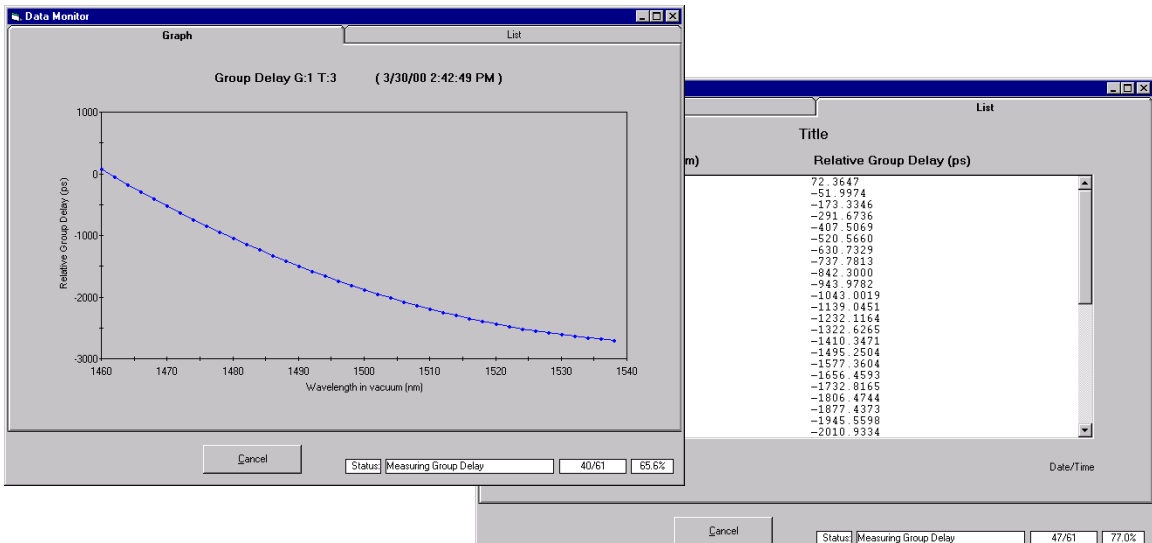 Data Monitor
Graph List
Group Delay G:1 T:3 ( 3/30/00 2:42:49 PM )
Relative Group Delay (ps)
1000
0
-1000
-2000
-3000
1460 1470 1480 1490 1500 1510 1520 1530 1540
Wavelength in vacuum (nm)
Cancel
Status: Measuring Group Delay 40/61 65.6%
List
Title
m) Relative Group Delay (ps)
72.3647
-51.9974
-173.3346
-291.6736
-407.5069
-520.5660
-630.7329
-737.7813
-842.3000
-943.9782
-1043.0019
-1139.0451
-1232.1164
-1322.6265
-1410.3471
-1495.2504
-1577.3604
-1656.4593
-1732.8165
-1806.4744
-1877.4373
-1945.5598
-2010.9334
Date/Time
Cancel
Status: Measuring Group Delay 47/61 77.0%